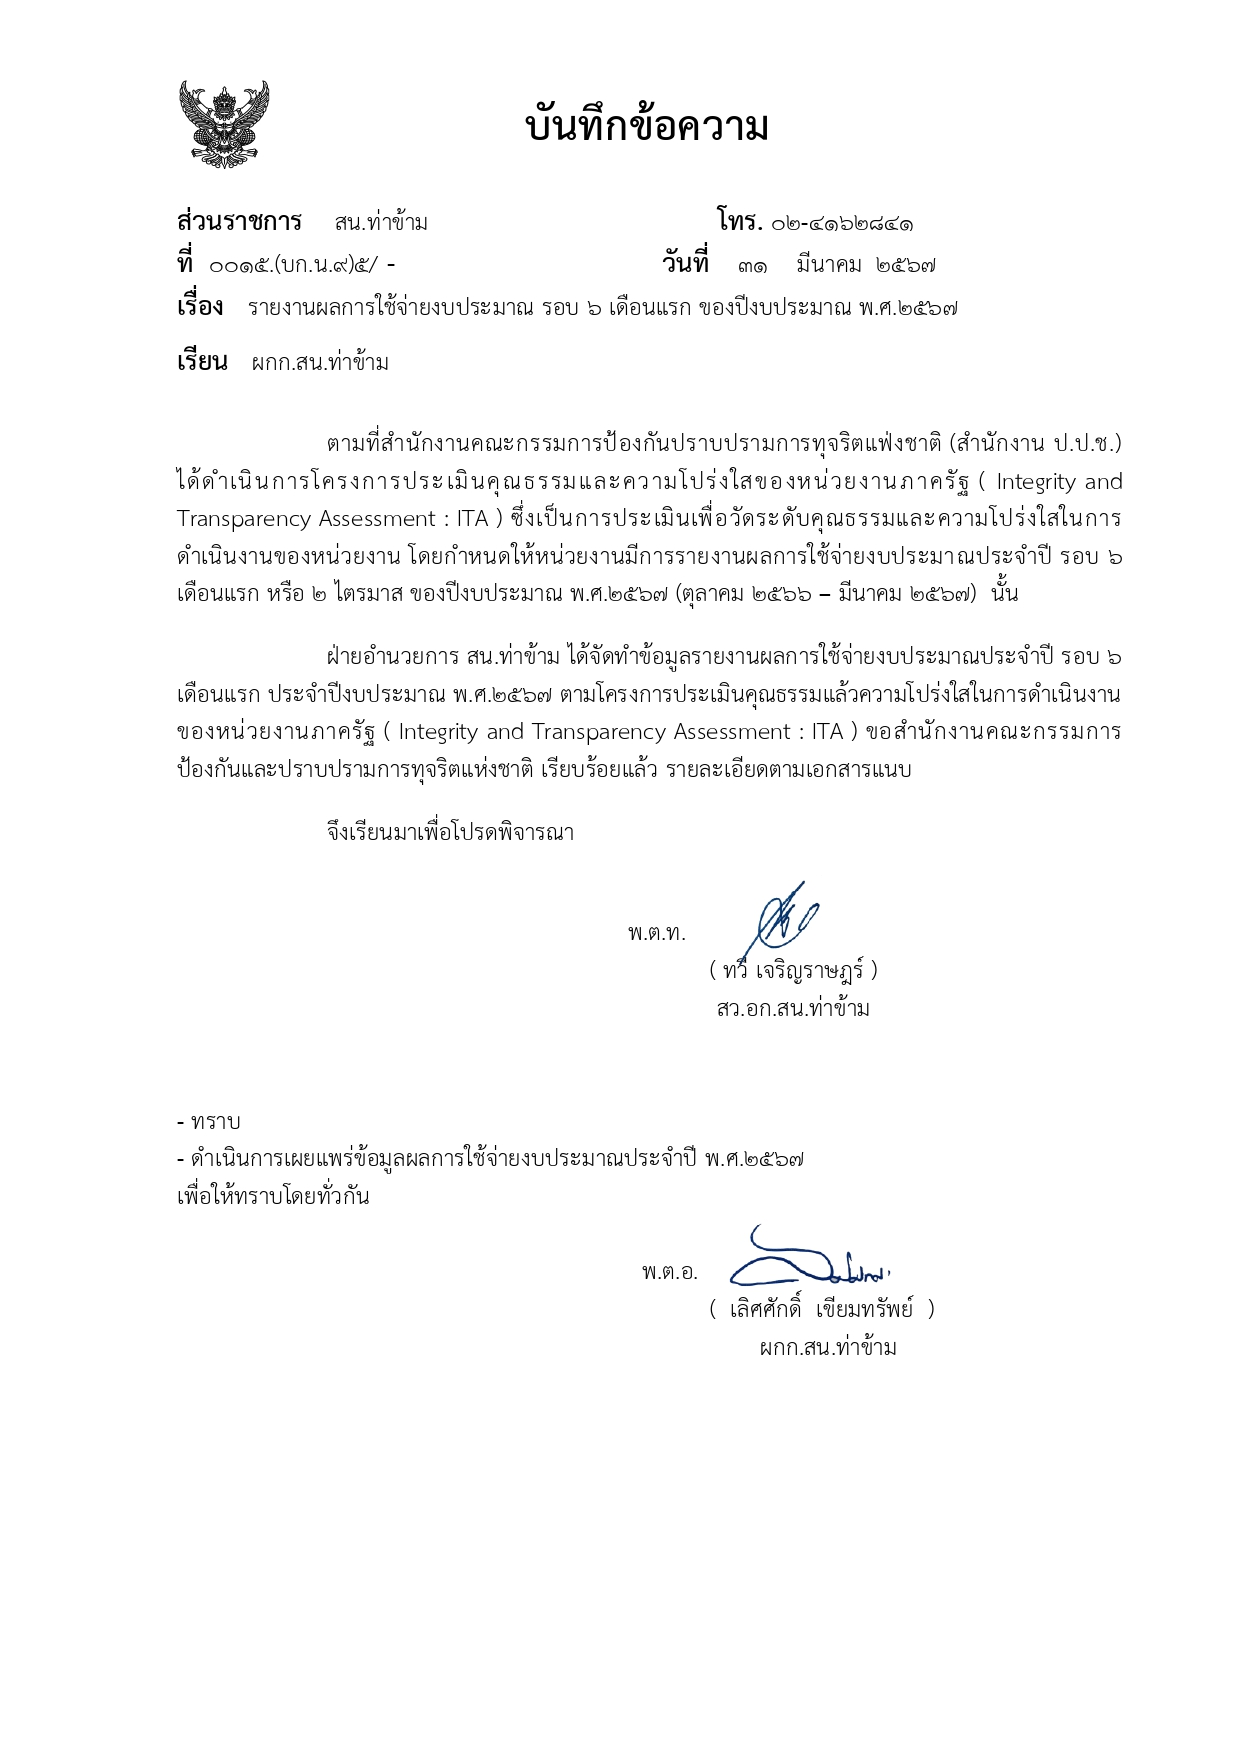 บันทึกข้อความ
ส่วนราชการ สน.ท่าข้าม โทร. ๐๒-๔๑๖๒๘๔๑
ที่ ๐๐๑๕.(บก.น.๙)๕/ - วันที่ ๓๑ มีนาคม ๒๕๖๗
เรื่อง รายงานผลการใช้จ่ายงบประมาณ รอบ ๖ เดือนแรก ของปีงบประมาณ พ.ศ.๒๕๖๗
เรียน ผกก.สน.ท่าข้าม
ตามที่สำนักงานคณะกรรมการป้องกันปราบปรามการทุจริตแฟ่งชาติ (สำนักงาน ป.ป.ช.)
ได้ดำเนินการโครงการประเมินคุณธรรมและความโปร่งใสของหน่วยงานภาครัฐ ( Integrity and
Transparency Assessment : ITA ) ซึ่งเป็นการประเมินเพื่อวัดระดับคุณธรรมและความโปร่งใสในการ
ดำเนินงานของหน่วยงาน โดยกำหนดให้หน่วยงานมีการรายงานผลการใช้จ่ายงบประมาณประจำปี รอบ ๖
เดือนแรก หรือ ๒ ไตรมาส ของปีงบประมาณ พ.ศ.๒๕๖๗ (ตุลาคม ๒๕๖๖ – มีนาคม ๒๕๖๗) นั้น
ฝ่ายอำนวยการ สน.ท่าข้าม ได้จัดทำข้อมูลรายงานผลการใช้จ่ายงบประมาณประจำปี รอบ ๖
เดือนแรก ประจำปีงบประมาณ พ.ศ.๒๕๖๗ ตามโครงการประเมินคุณธรรมแล้วความโปร่งใสในการดำเนินงาน
ของหน่วยงานภาครัฐ ( Integrity and Transparency Assessment : ITA ) ขอสำนักงานคณะกรรมการ
ป้องกันและปราบปรามการทุจริตแห่งชาติ เรียบร้อยแล้ว รายละเอียดตามเอกสารแนบ
จึงเรียนมาเพื่อโปรดพิจารณา
พ.ต.ท.
( ทวี เจริญราษฎร์ )
สว.อก.สน.ท่าข้าม
- ทราบ
- ดำเนินการเผยแพร่ข้อมูลผลการใช้จ่ายงบประมาณประจำปี พ.ศ.๒๕๖๗
เพื่อให้ทราบโดยทั่วกัน
พ.ต.อ.
( เลิศศักดิ์ เขียมทรัพย์ )
ผกก.สน.ท่าข้าม